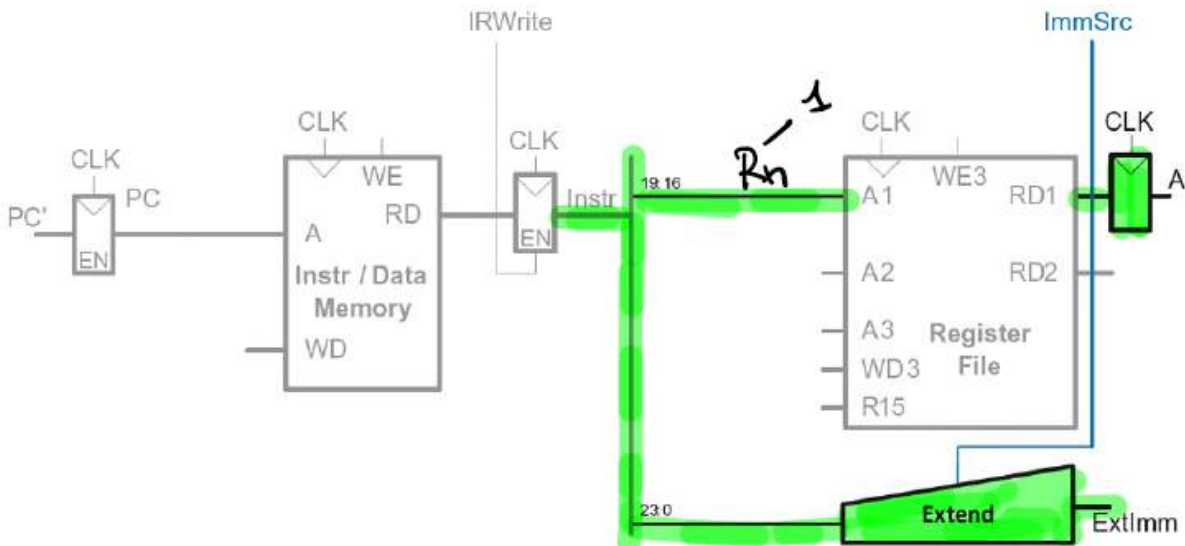 IRWrite
ImmSrc
Rn 1
CLK
CLK
CLK
CLK
CLK
PC'
PC
EN
WE
RD
A
Instr / Data
Memory
WD
EN
Instr
19:16
A1
WE3
RD1
A
A2
RD2
A3
Register
File
WD3
R15
23:0
Extend
ExtImm